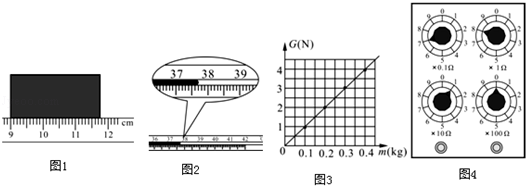 9 10 11 12 cm
图1
37 38 39
36 37 38 39 40 41 42
图2
G(N)
4
3
2
1
0 0.1 0.2 0.3 0.4 m(kg)
图3
× 0.1Ω × 1Ω
× 10Ω × 100Ω
图4